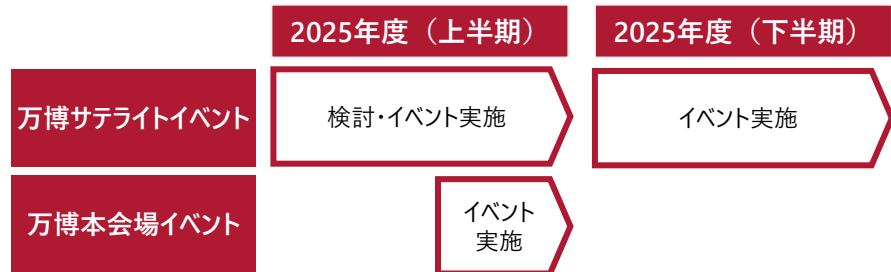 2025年度（上半期）
2025年度（下半期）
万博サテライトイベント
検討・イベント実施
イベント実施
万博本会場イベント
イベント
実施